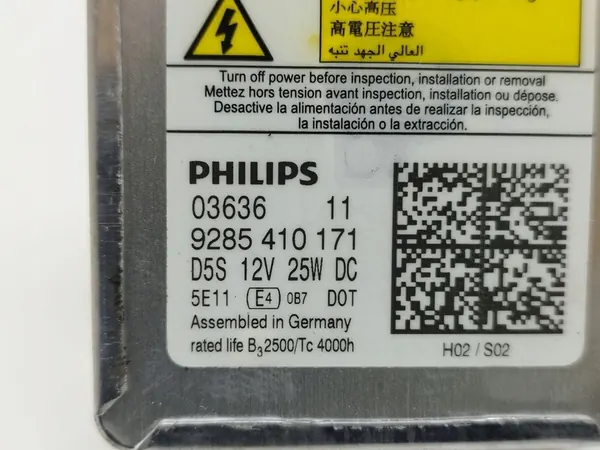 小心高压
高電圧注意
العالي الجهد تنبه
Turn off power before inspection, installation or removal
Mettez hors tension avant inspection, installation ou dépose.
Desactive la alimentación antes de realizar la inspección,
la instalación o la extracción.
PHILIPS
03636 11
9285 410 171
D5S 12V 25W DC
5E11 E4 0B7 DOT
Assembled in Germany
rated life B3 2500/Tc 4000h
H02 / S02